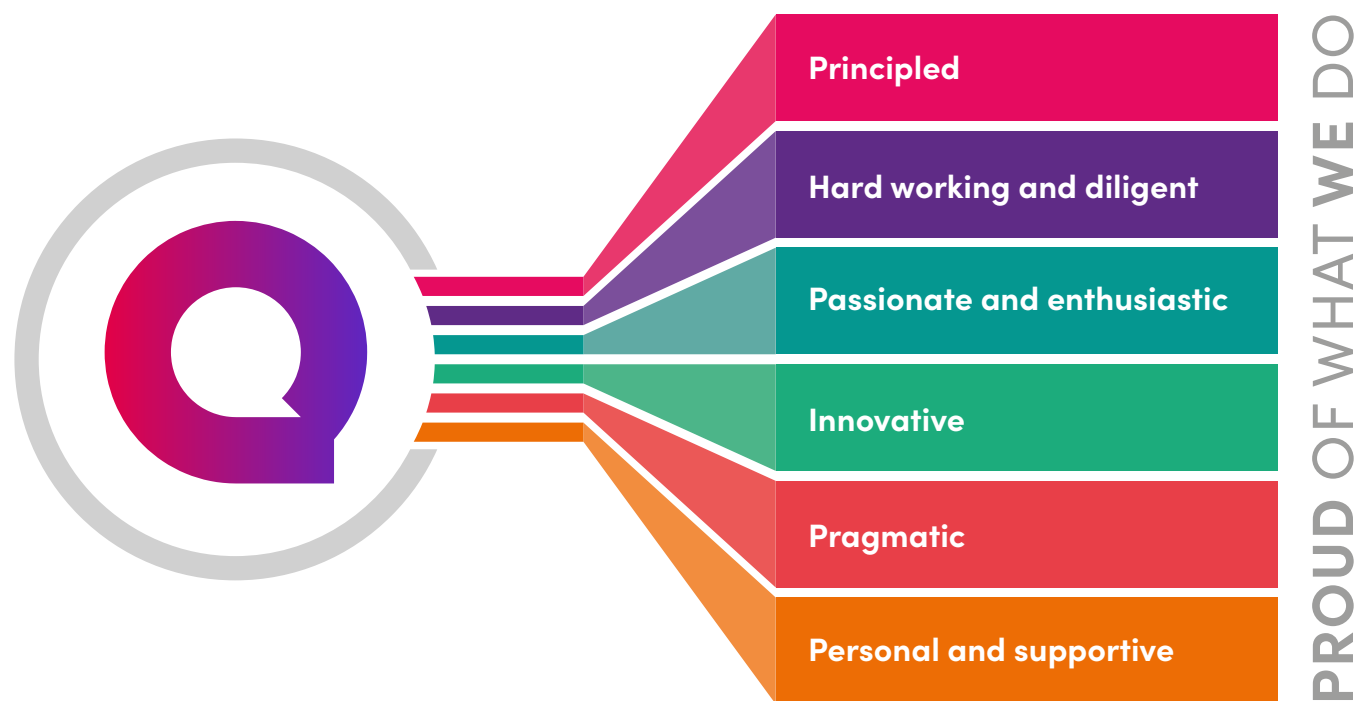 Principled
Hard working and diligent
Passionate and enthusiastic
Innovative
Pragmatic
Personal and supportive
PROUD OF WHAT WE DO